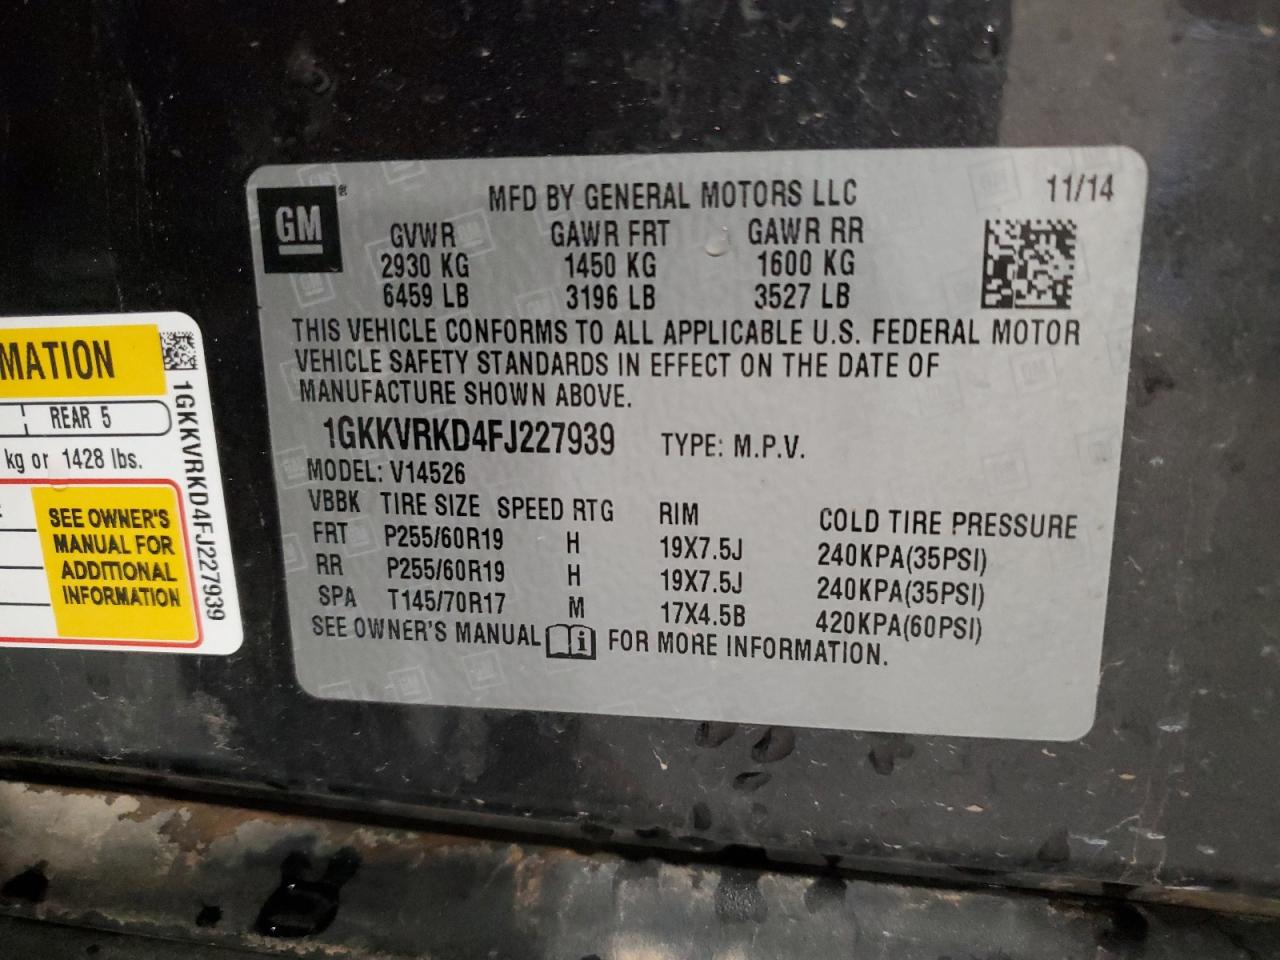 GM ®
MFD BY GENERAL MOTORS LLC
11/14
GVWR GAWR FRT GAWR RR
2930 KG 1450 KG 1600 KG
6459 LB 3196 LB 3527 LB
THIS VEHICLE CONFORMS TO ALL APPLICABLE U.S. FEDERAL MOTOR
VEHICLE SAFETY STANDARDS IN EFFECT ON THE DATE OF
MANUFACTURE SHOWN ABOVE.
1GKKVRKD4FJ227939 TYPE: M.P.V.
MODEL: V14526
VBBK TIRE SIZE SPEED RTG RIM COLD TIRE PRESSURE
FRT P255/60R19 H 19X7.5J 240KPA(35PSI)
RR P255/60R19 H 19X7.5J 240KPA(35PSI)
SPA T145/70R17 M 17X4.5B 420KPA(60PSI)
SEE OWNER'S MANUAL i FOR MORE INFORMATION.
MATION
REAR 5
kg or 1428 lbs.
SEE OWNER'S
MANUAL FOR
ADDITIONAL
INFORMATION
1GKKVRKD4FJ227939